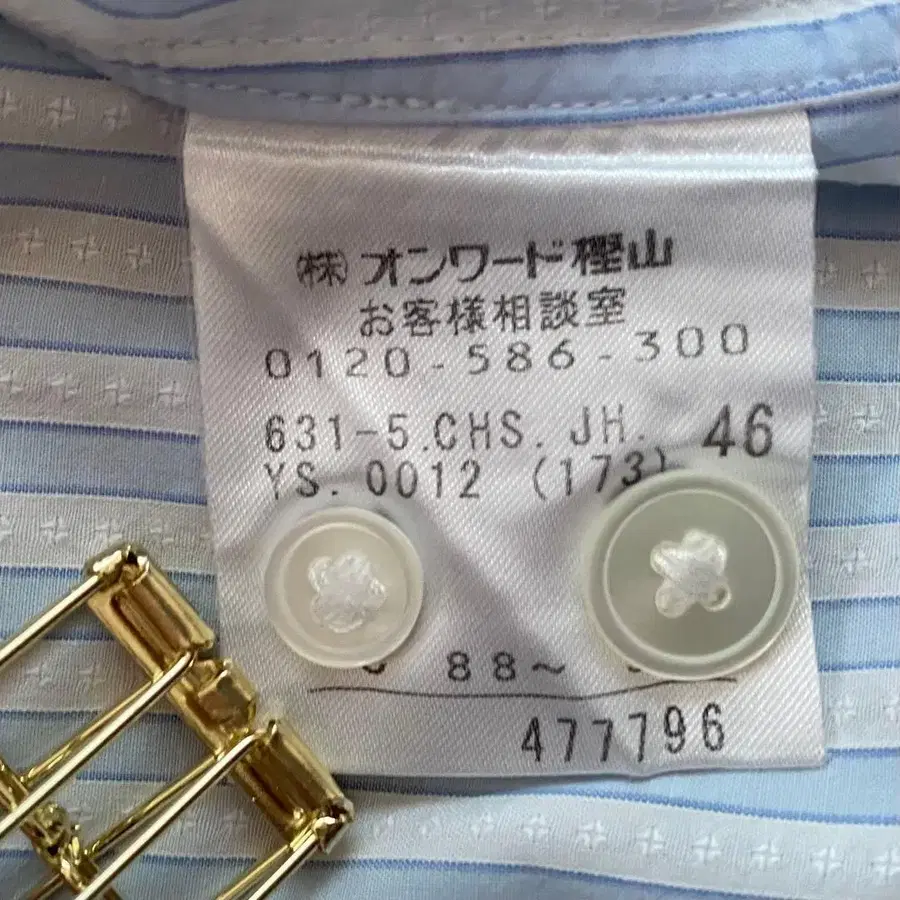 (株)オンワード樫山
お客様相談室
0120-586-300
631-5.CHS.JH. 46
YS.0012 (173)
88~
477796